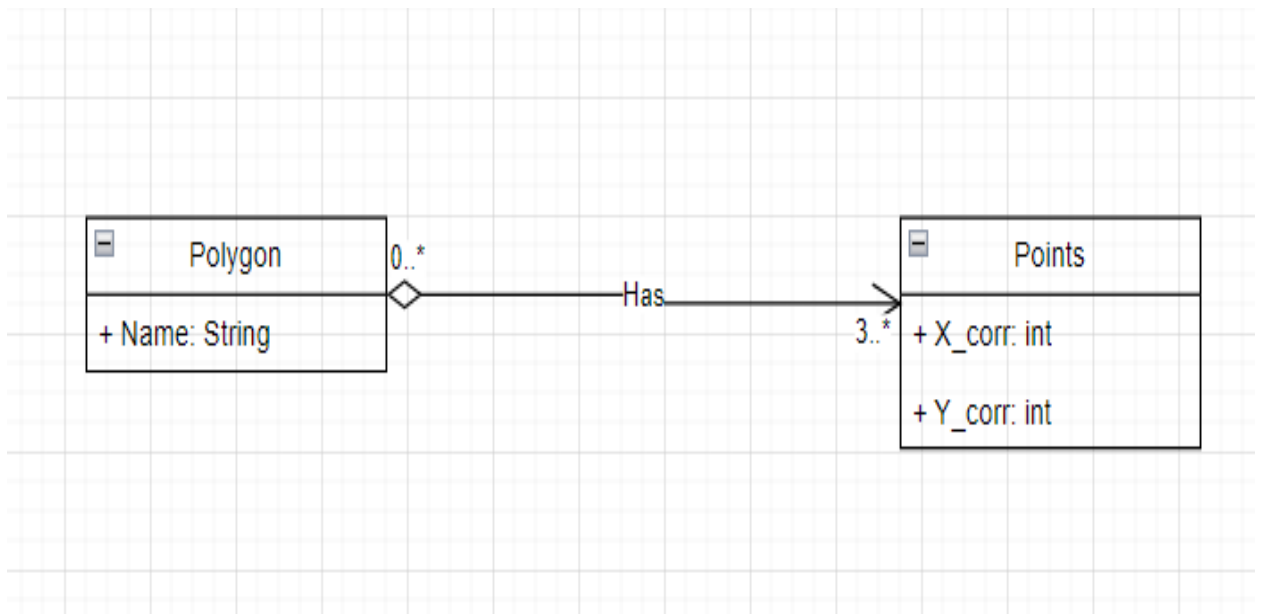 Polygon
+ Name: String
0..*
Has
3..*
Points
+ X_corr: int
+ Y_corr: int